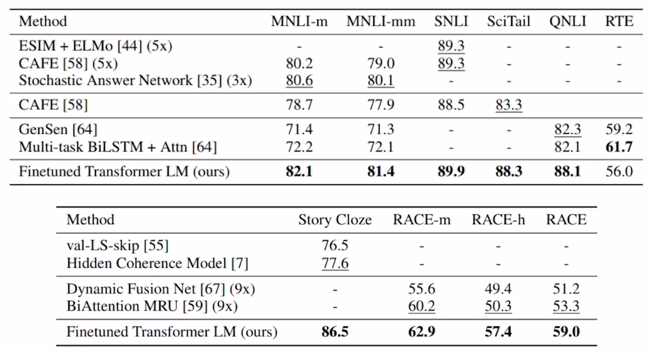 Method MNLI-m MNLI-mm SNLI SciTail QNLI RTE
ESIM + ELMo [44] (5x) - - 89.3 - - -
CAFE [58] (5x) 80.2 79.0 89.3 - - -
Stochastic Answer Network [35] (3x) 80.6 80.1 - - - -
CAFE [58] 78.7 77.9 88.5 83.3
GenSen [64] 71.4 71.3 - - 82.3 59.2
Multi-task BiLSTM + Attn [64] 72.2 72.1 - - 82.1 61.7
Finetuned Transformer LM (ours) 82.1 81.4 89.9 88.3 88.1 56.0
Method Story Cloze RACE-m RACE-h RACE
val-LS-skip [55] 76.5 - - -
Hidden Coherence Model [7] 77.6 - - -
Dynamic Fusion Net [67] (9x) - 55.6 49.4 51.2
BiAttention MRU [59] (9x) - 60.2 50.3 53.3
Finetuned Transformer LM (ours) 86.5 62.9 57.4 59.0